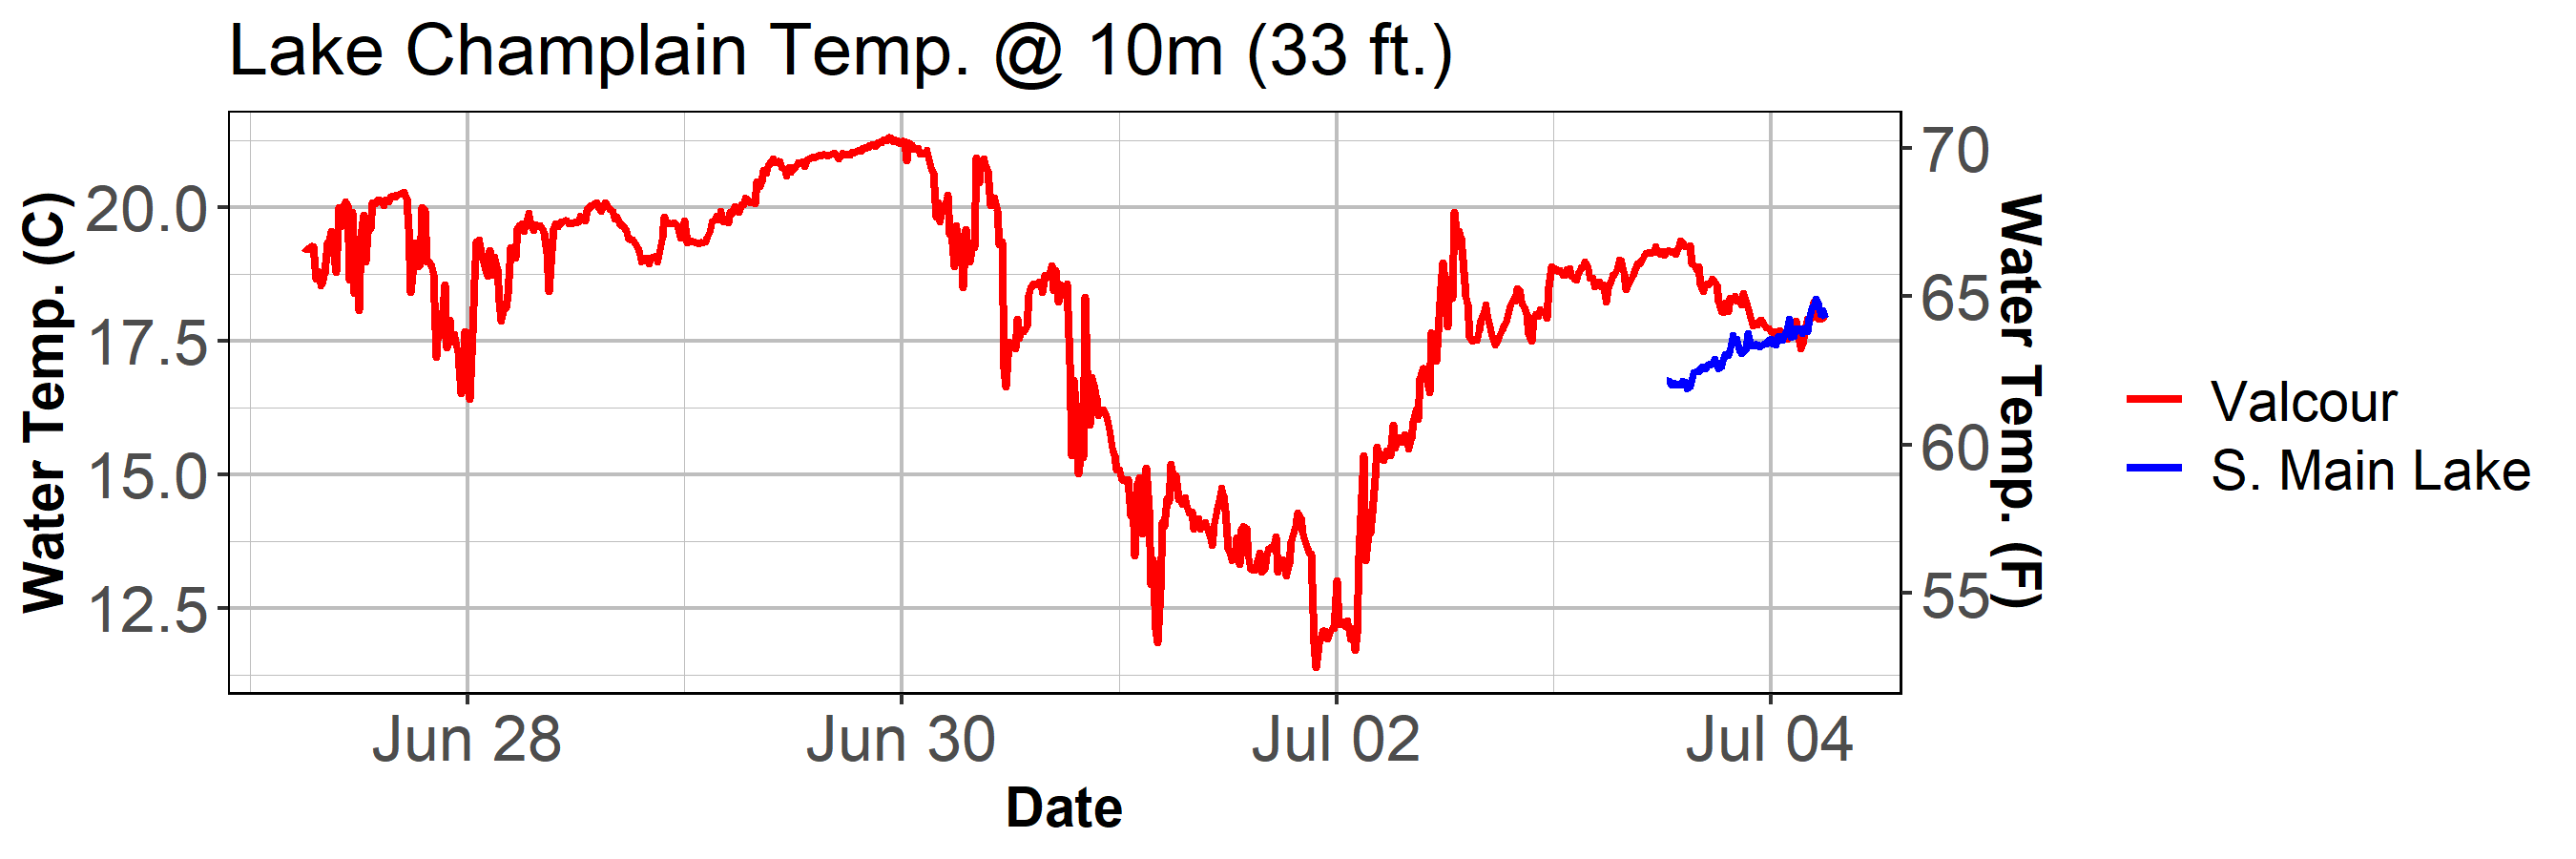 Lake Champlain Temp. @ 10m (33 ft.)
Water Temp. (C)
20.0
17.5
15.0
12.5
70
65
60
55
Water Temp. (F)
Jun 28
Jun 30
Jul 02
Jul 04
Date
Valcour
S. Main Lake